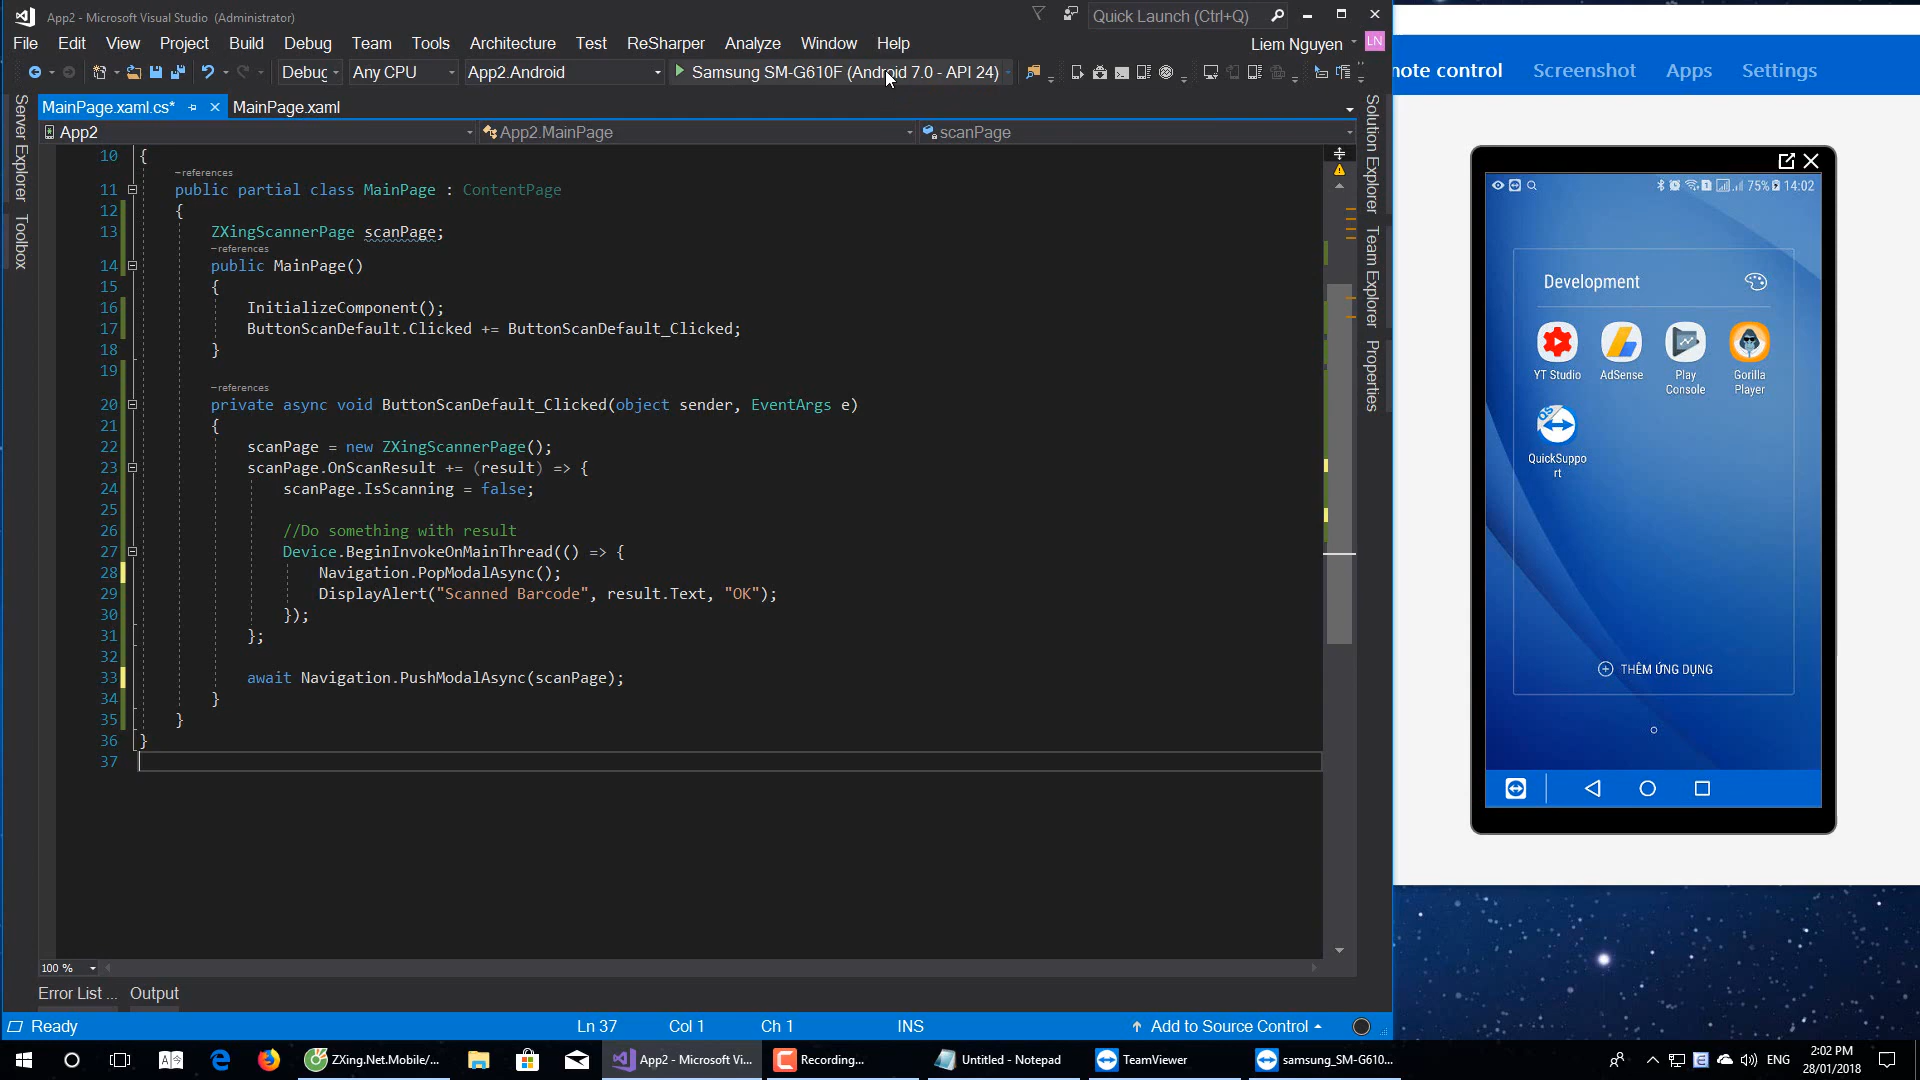 App2 - Microsoft Visual Studio (Administrator)
Quick Launch (Ctrl+Q)
File Edit View Project Build Debug Team Tools Architecture Test ReSharper Analyze Window Help
Liem Nguyen
LN
Debug Any CPU App2.Android Samsung SM-G610F (Android 7.0 - API 24)
MainPage.xaml.cs* MainPage.xaml
App2 App2.MainPage scanPage
Server Explorer
Toolbox
10 {
references
11 public partial class MainPage : ContentPage
12 {
13 ZXingScannerPage scanPage;
references
14 public MainPage()
15 {
16 InitializeComponent();
17 ButtonScanDefault.Clicked += ButtonScanDefault_Clicked;
18 }
19
references
20 private async void ButtonScanDefault_Clicked(object sender, EventArgs e)
21 {
22 scanPage = new ZXingScannerPage();
23 scanPage.OnScanResult += (result) => {
24 scanPage.IsScanning = false;
25
26 //Do something with result
27 Device.BeginInvokeOnMainThread(() => {
28 Navigation.PopModalAsync();
29 DisplayAlert("Scanned Barcode", result.Text, "OK");
30 });
31 };
32
33 await Navigation.PushModalAsync(scanPage);
34 }
35 }
36 }
37
Solution Explorer
Team Explorer
Properties
100 %
Error List ... Output
Ready Ln 37 Col 1 Ch 1 INS Add to Source Control
note control Screenshot Apps Settings
75% 14:02
Development
YT Studio AdSense Play Console Gorilla Player
QuickSuppo
rt
THÊM ỨNG DỤNG
ZXing.Net.Mobile/... App2 - Microsoft Vi... Recording... Untitled - Notepad TeamViewer samsung_SM-G610...
ENG
2:02 PM
28/01/2018